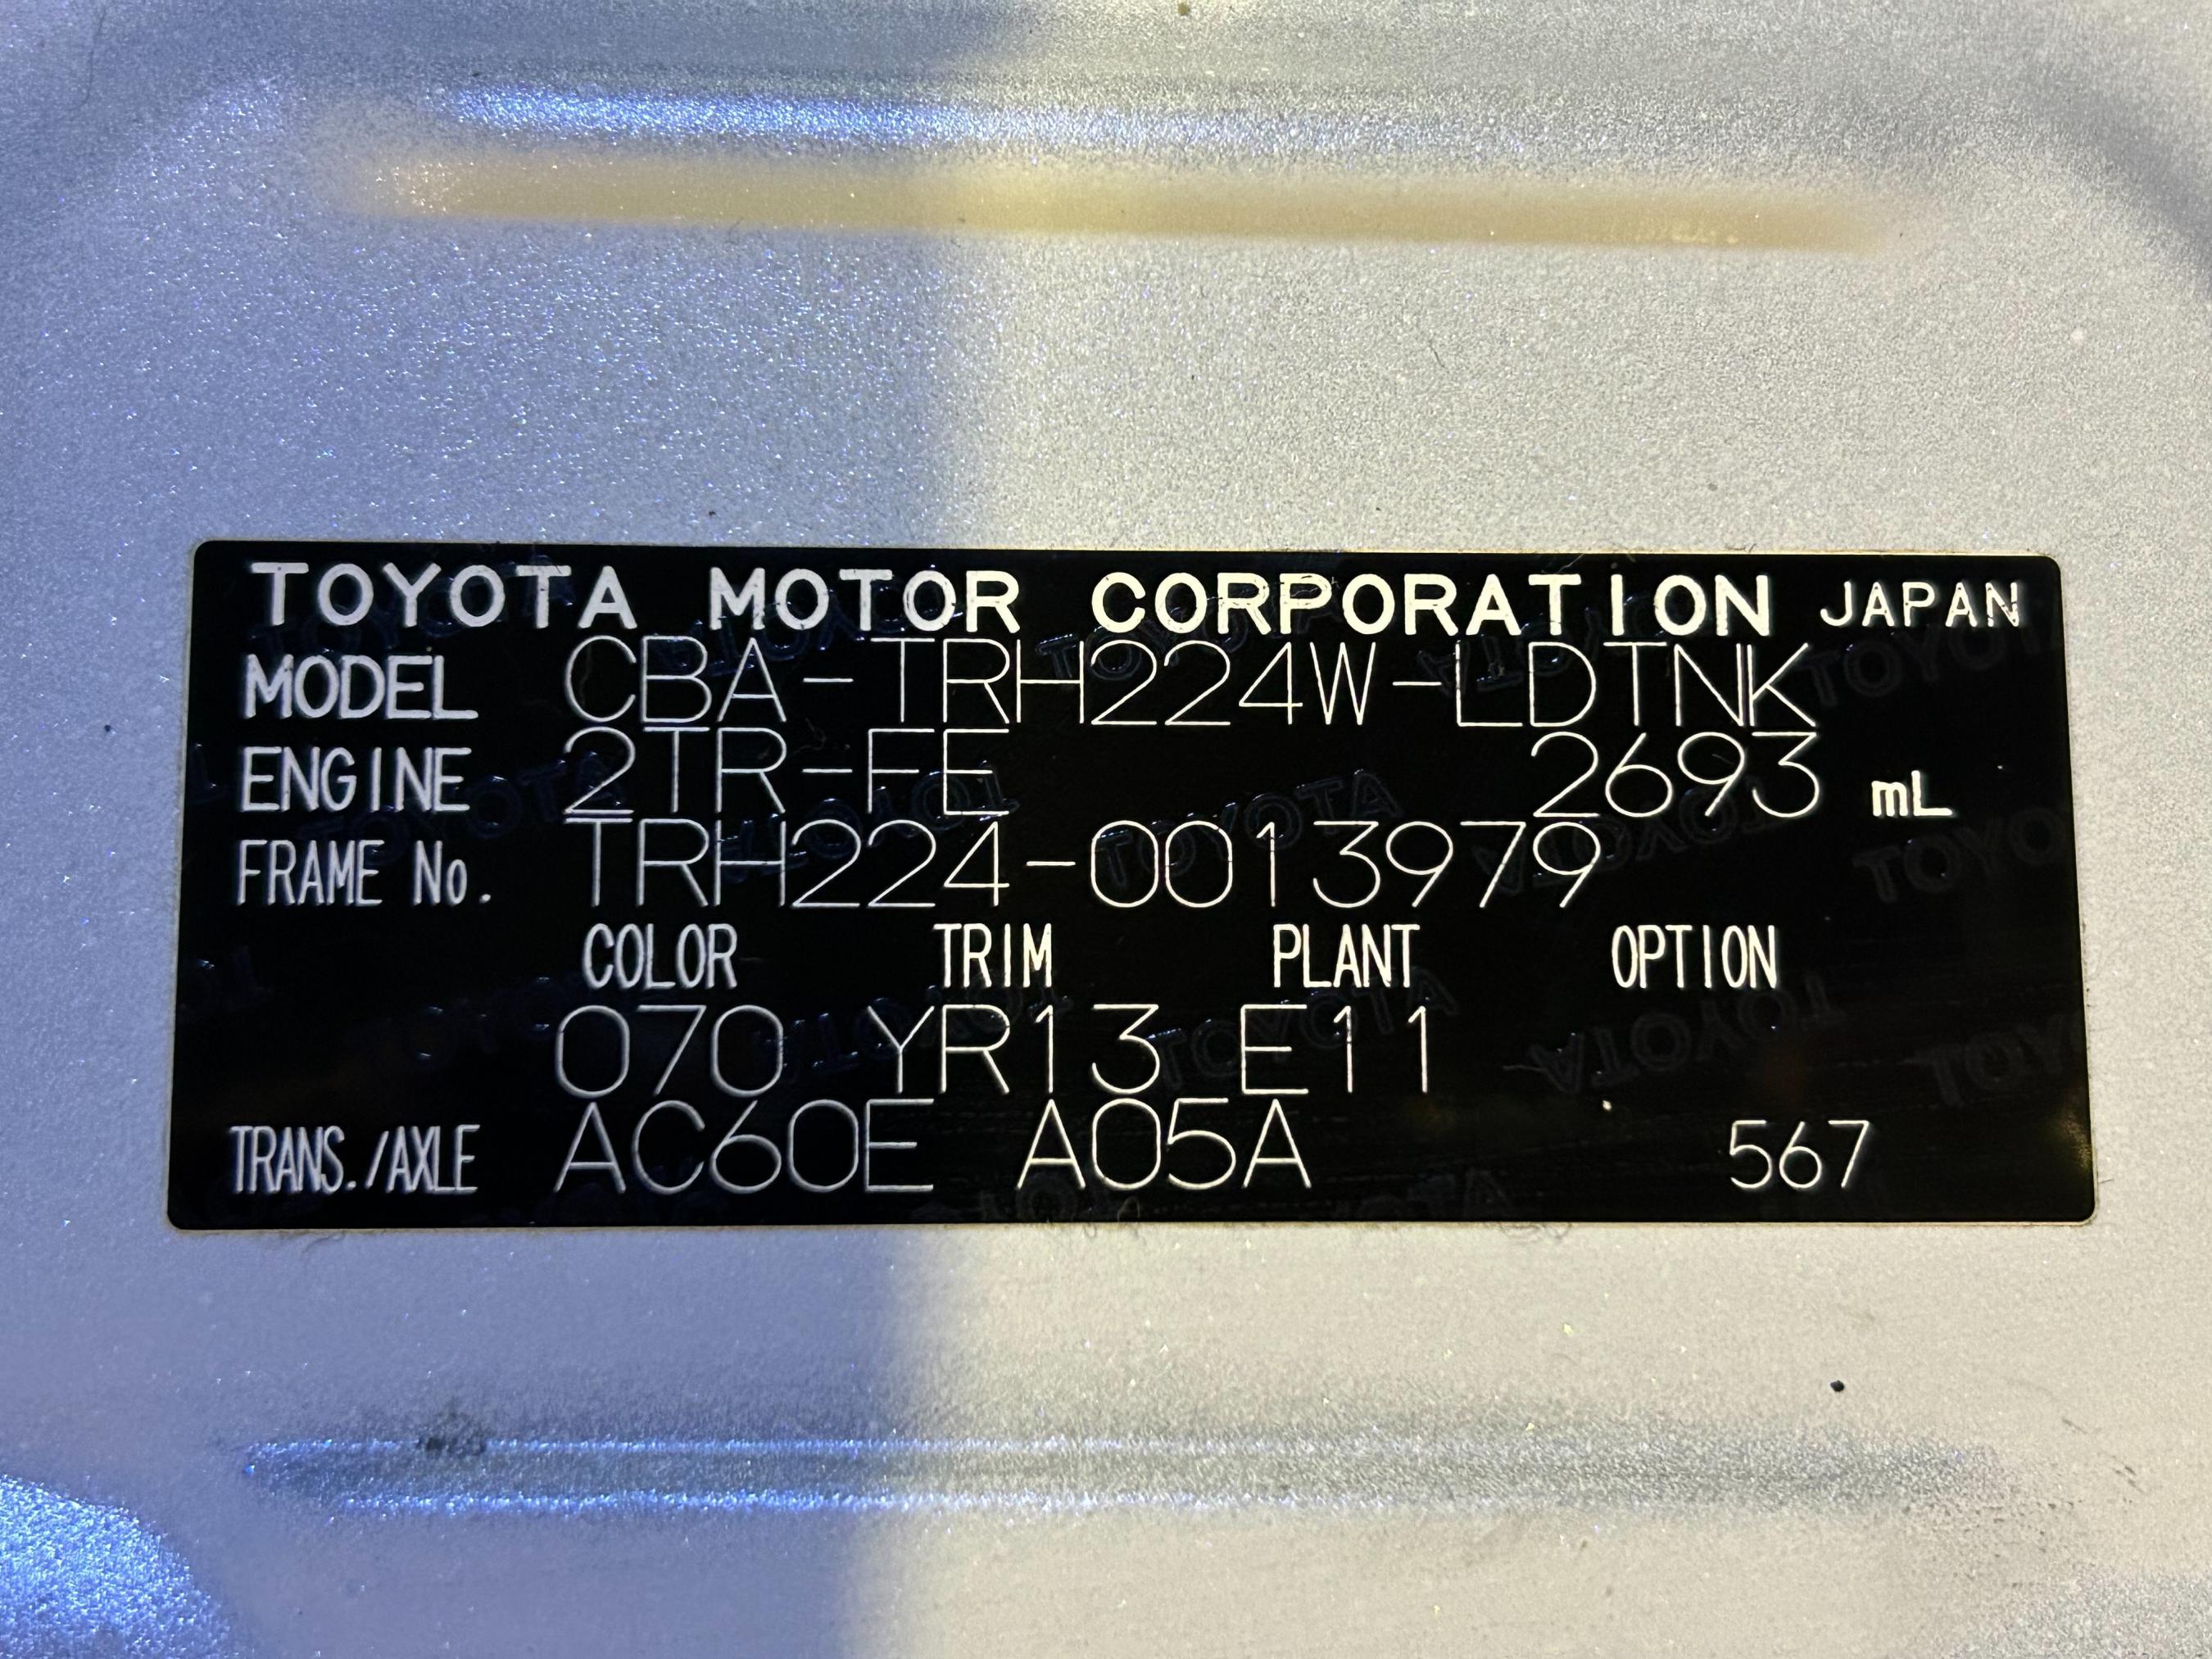 TOYOTA MOTOR CORPORATION JAPAN
MODEL CBA-TRH224W-LDTNK
ENGINE 2TR-FE 2693 mL
FRAME No. TRH224-0013979
COLOR TRIM PLANT OPTION
070 YR13 E11
TRANS./AXLE AC60E A05A 567